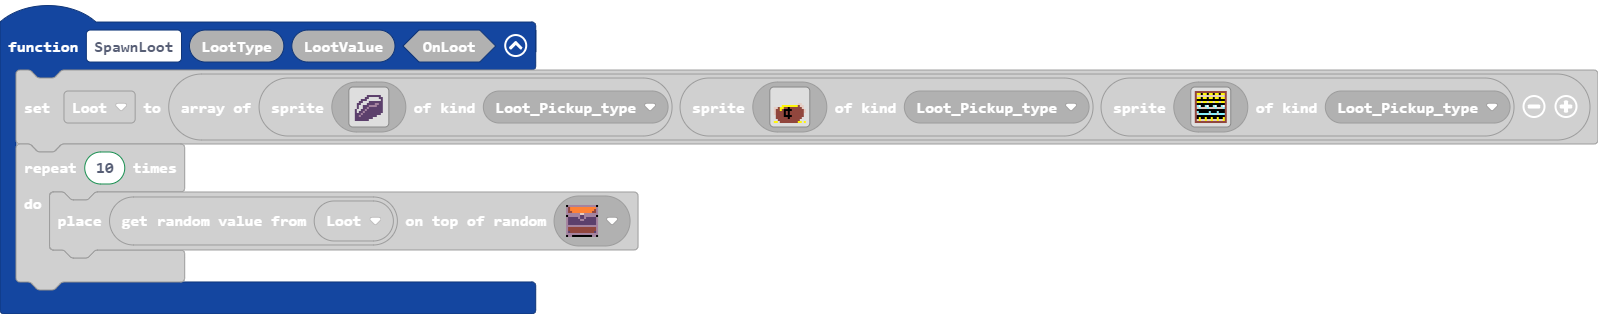 function SpawnLoot LootType LootValue OnLoot
set Loot to array of sprite of kind Loot_Pickup_type sprite of kind Loot_Pickup_type sprite of kind Loot_Pickup_type
repeat 10 times
do
place get random value from Loot on top of random